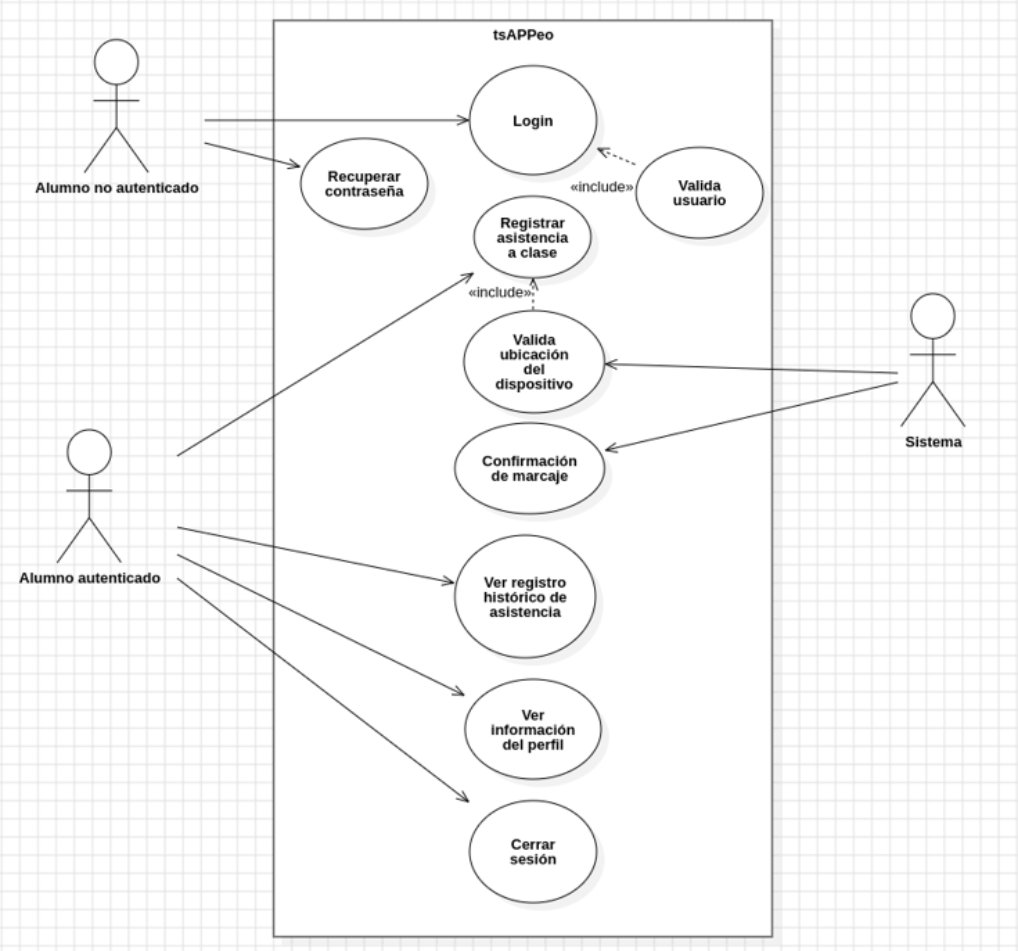 tsAPPeo
Login
Alumno no autenticado
Recuperar
contraseña
«include»
Valida
usuario
Registrar
asistencia
a clase
«include»
Valida
ubicación
del
dispositivo
Sistema
Confirmación
de marcaje
Alumno autenticado
Ver registro
histórico de
asistencia
Ver
información
del perfil
Cerrar
sesión